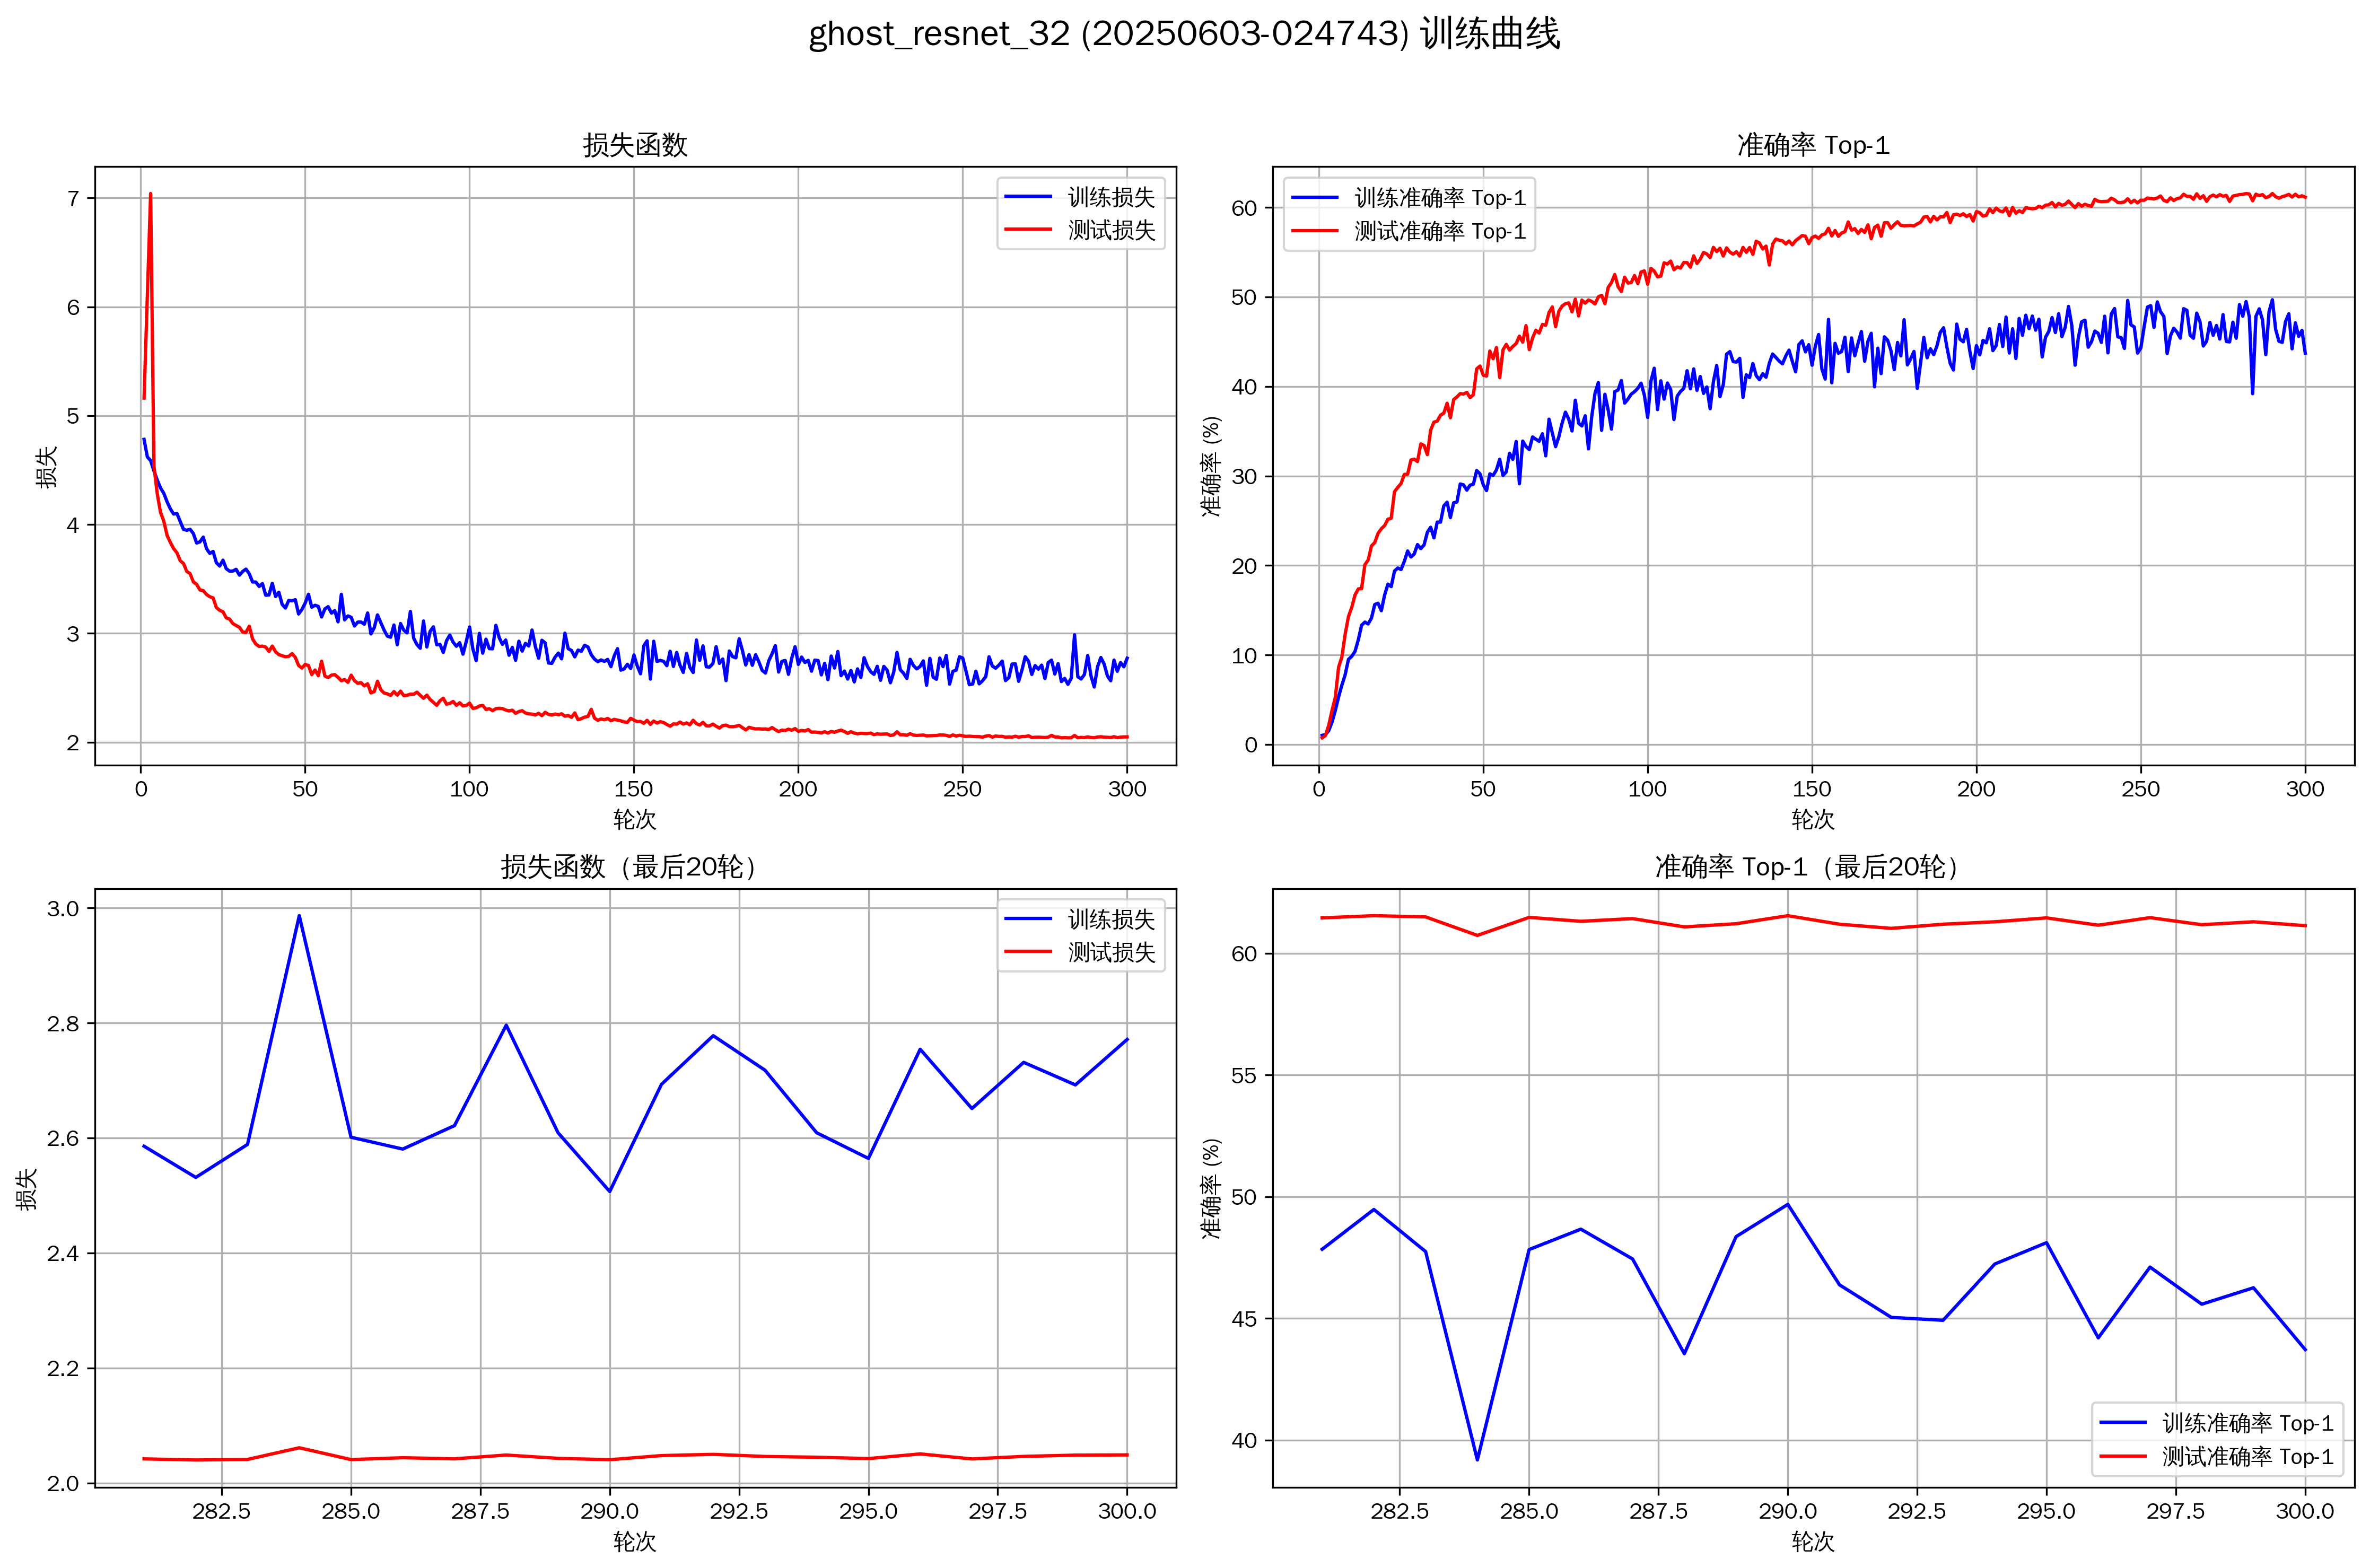 ghost_resnet_32 (20250603-024743) 训练曲线
损失函数
训练损失
测试损失
7
6
5
4
3
2
损失
0 50 100 150 200 250 300
轮次
准确率 Top-1
训练准确率 Top-1
测试准确率 Top-1
60
50
40
30
20
10
0
准确率 (%)
0 50 100 150 200 250 300
轮次
损失函数（最后20轮）
训练损失
测试损失
3.0
2.8
2.6
2.4
2.2
2.0
损失
282.5 285.0 287.5 290.0 292.5 295.0 297.5 300.0
轮次
准确率 Top-1（最后20轮）
60
55
50
45
40
准确率 (%)
训练准确率 Top-1
测试准确率 Top-1
282.5 285.0 287.5 290.0 292.5 295.0 297.5 300.0
轮次